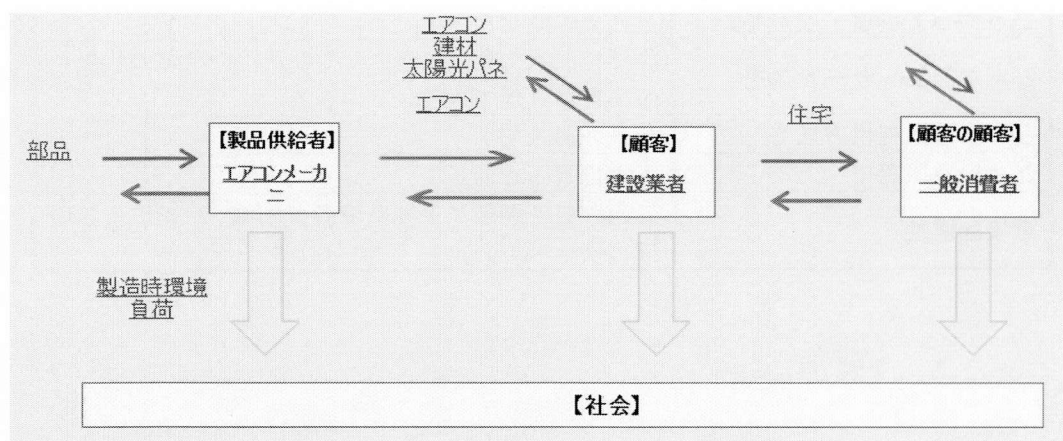 エアコン
建材
太陽光パネ
エアコン
部品
【製品供給者】
エアコンメーカ
ニ
【顧客】
建設業者
住宅
【顧客の顧客】
一般消費者
製造時環境
負荷
【社会】